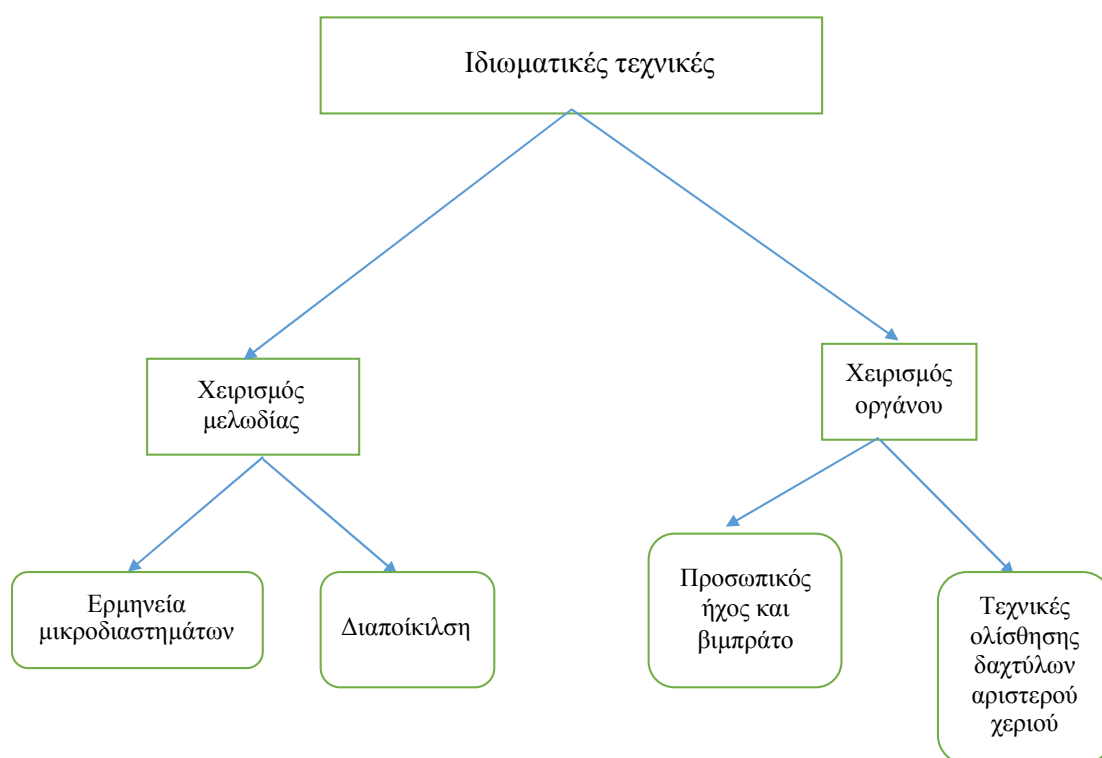 Ιδιωματικές τεχνικές
Χειρισμός
μελωδίας
Χειρισμός
οργάνου
Ερμηνεία
μικροδιαστημάτων
Διαποίκιλση
Προσωπικός
ήχος και
βιμπράτο
Τεχνικές
ολίσθησης
δαχτύλων
αριστερού
χεριού